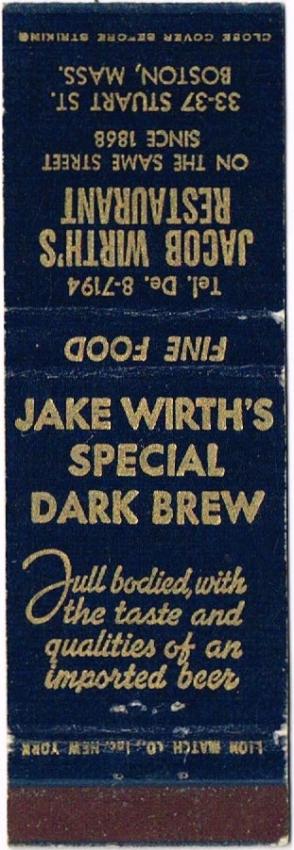 FINE FOOD
Tel. De. 8-7194
JACOB WIRTH'S
RESTAURANT
ON THE SAME STREET
SINCE 1868
33-37 STUART ST.
BOSTON, MASS.
CLOSE COVER BEFORE STRIKING
JAKE WIRTH'S
SPECIAL
DARK BREW
Full bodied, with
the taste and
qualities of an
imported beer
LION MATCH CO., Inc. NEW YORK